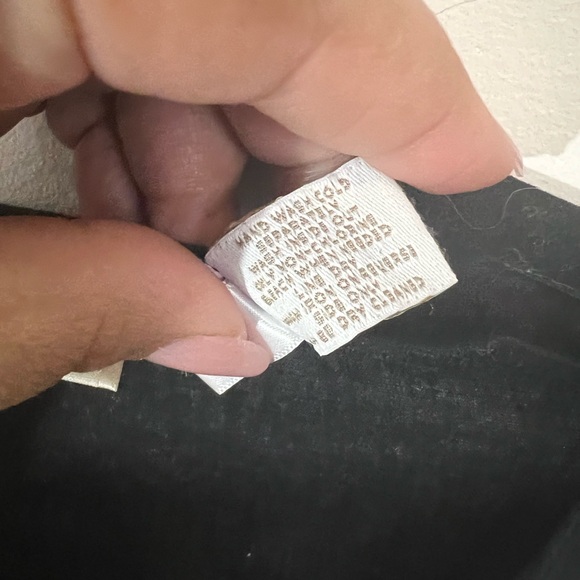 HAND WASH COLD
SEPARATELY
WASH INSIDE OUT
NON-CHLORINE
WHEN NEEDED
LINE DRY
IRON ON REVERSE
SIDE ONLY
DRY CLEANED